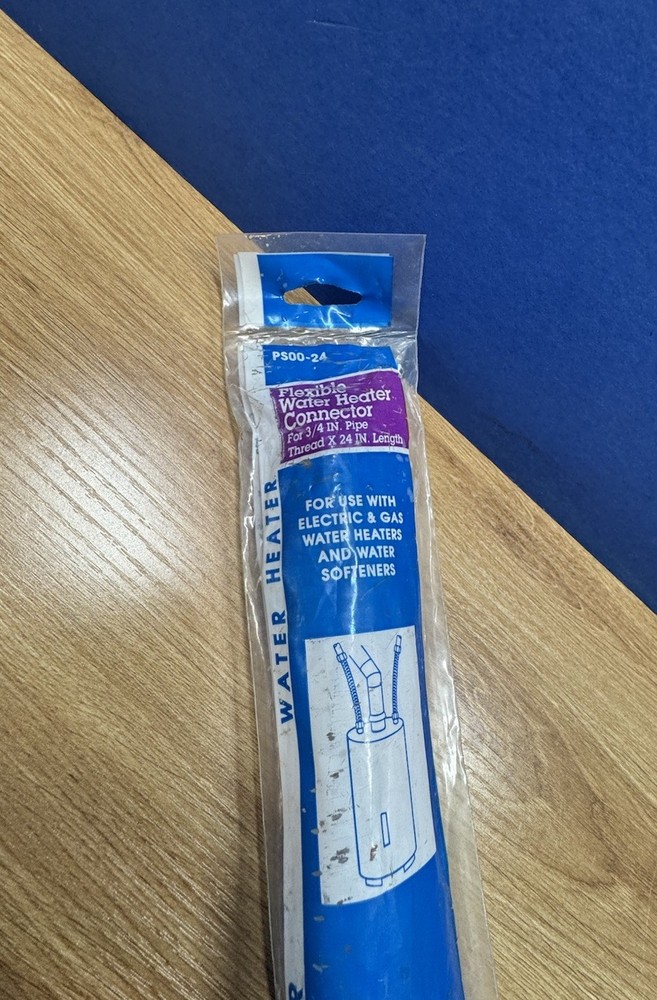 PS00-24
Flexible
Water Heater
Connector
For 3/4 IN. Pipe
Thread X 24 IN. Length
FOR USE WITH
ELECTRIC & GAS
WATER HEATERS
AND WATER
SOFTENERS
WATER HEATER